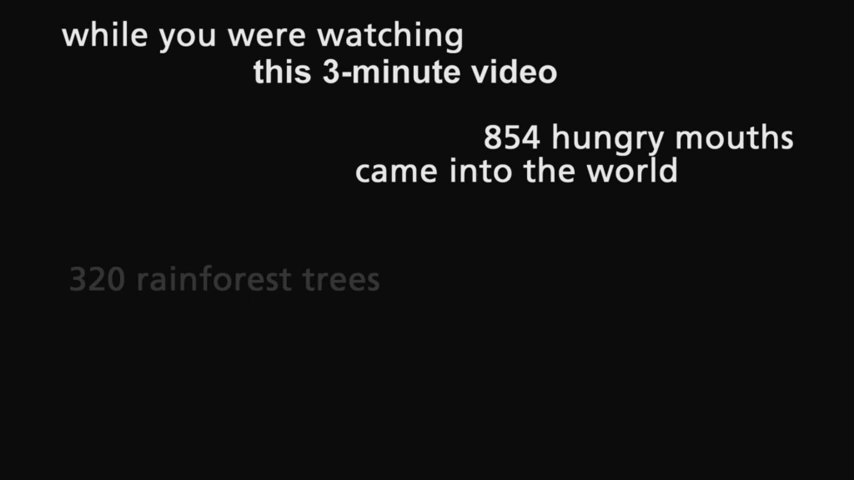 while you were watching
this 3-minute video
854 hungry mouths
came into the world
320 rainforest trees